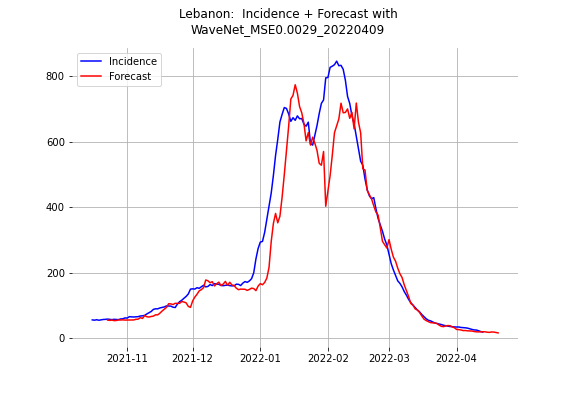 Lebanon:  Incidence + Forecast with
WaveNet_MSE0.0029_20220409
Incidence
Forecast
800
600
400
200
0
2021-11
2021-12
2022-01
2022-02
2022-03
2022-04